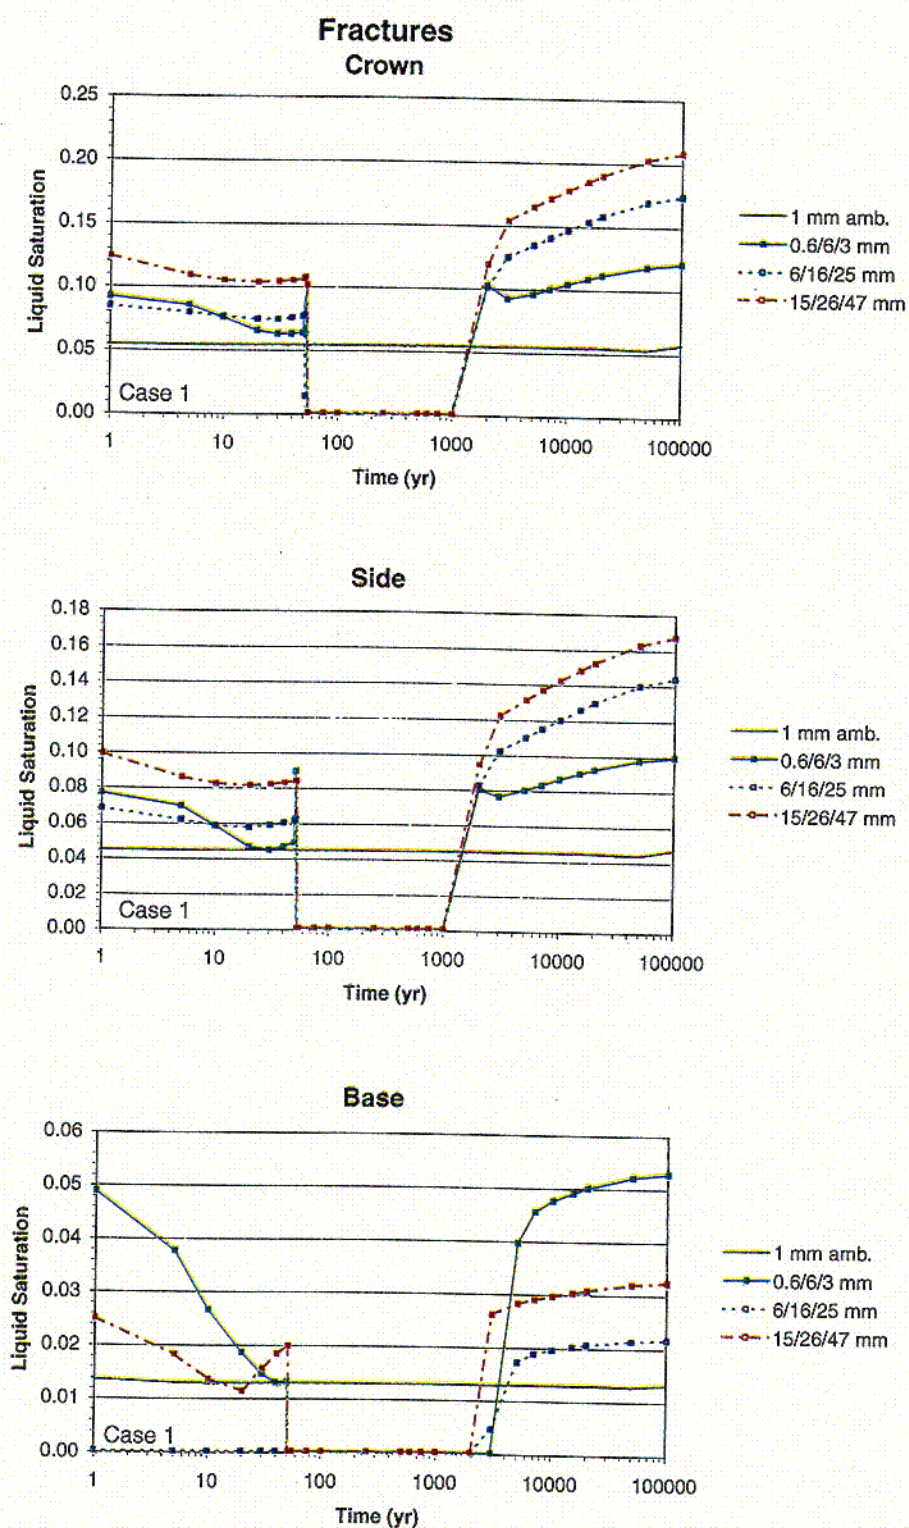 Fractures
Crown
0.25
0.20
0.15
0.10
0.05
0.00
Liquid Saturation
Case 1
1 10 100 1000 10000 100000
Time (yr)
1 mm amb.
0.6/6/3 mm
6/16/25 mm
15/26/47 mm
Side
0.18
0.16
0.14
0.12
0.10
0.08
0.06
0.04
0.02
0.00
Liquid Saturation
Case 1
1 10 100 1000 10000 100000
Time (yr)
1 mm amb.
0.6/6/3 mm
6/16/25 mm
15/26/47 mm
Base
0.06
0.05
0.04
0.03
0.02
0.01
0.00
Liquid Saturation
Case 1
1 10 100 1000 10000 100000
Time (yr)
1 mm amb.
0.6/6/3 mm
6/16/25 mm
15/26/47 mm